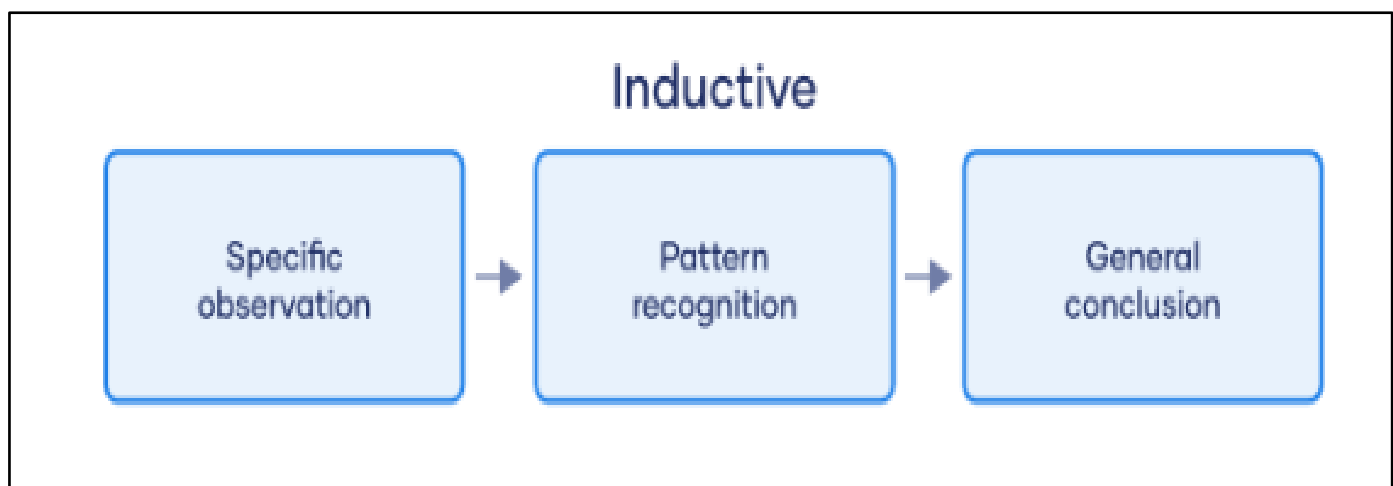 Inductive
Specific
observation
Pattern
recognition
General
conclusion